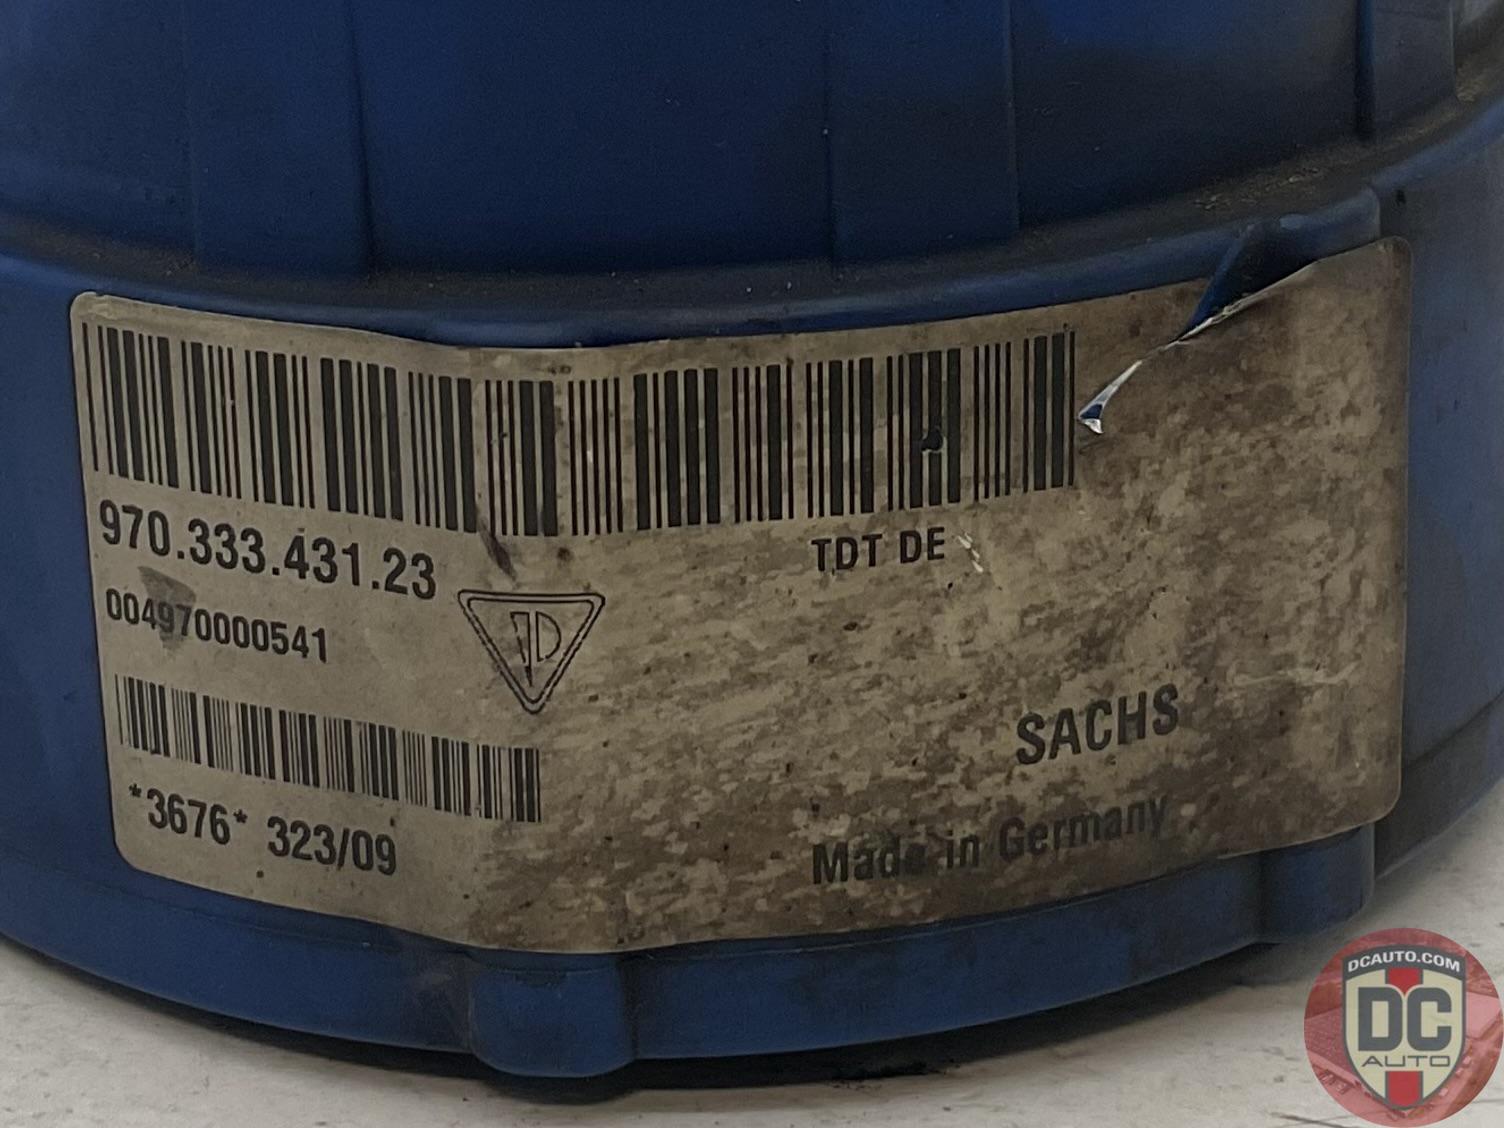 970.333.431.23
TDT DE
004970000541
SACHS
*3676* 323/09
Made in Germany
DCAUTO.COM
DC
AUTO